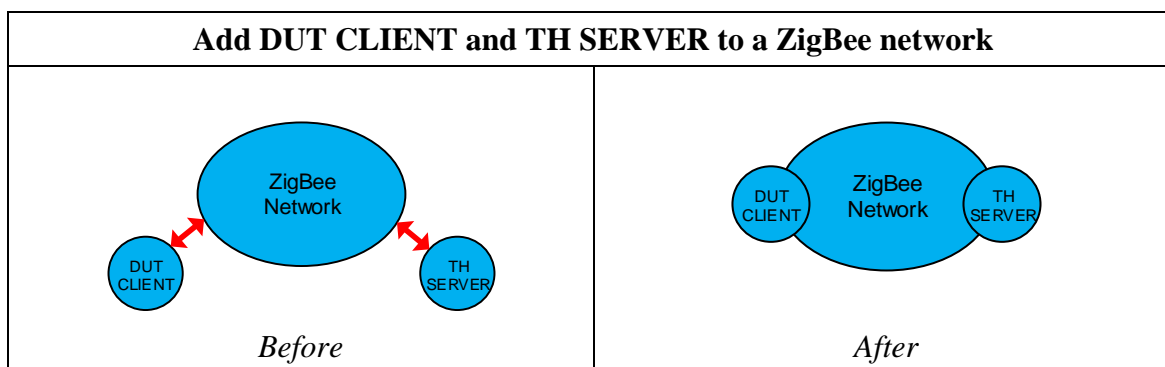 Add DUT CLIENT and TH SERVER to a ZigBee network
ZigBee
Network
DUT
CLIENT
TH
SERVER
Before
DUT
CLIENT
ZigBee
Network
TH
SERVER
After